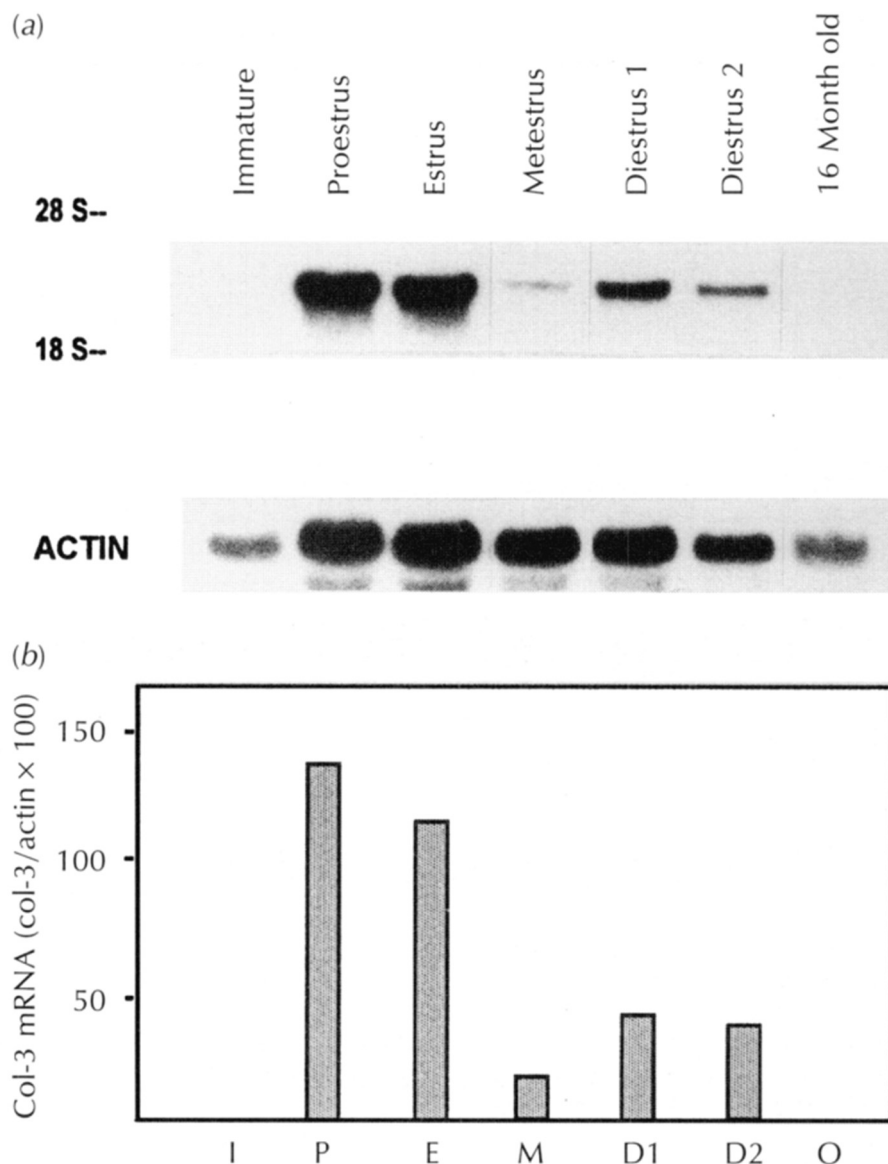 (a)
Immature
Proestrus
Estrus
Metestrus
Diestrus 1
Diestrus 2
16 Month old
28 S--
18 S--
ACTIN
(b)
Col-3 mRNA (col-3/actin × 100)
150
100
50
I P E M D1 D2 O